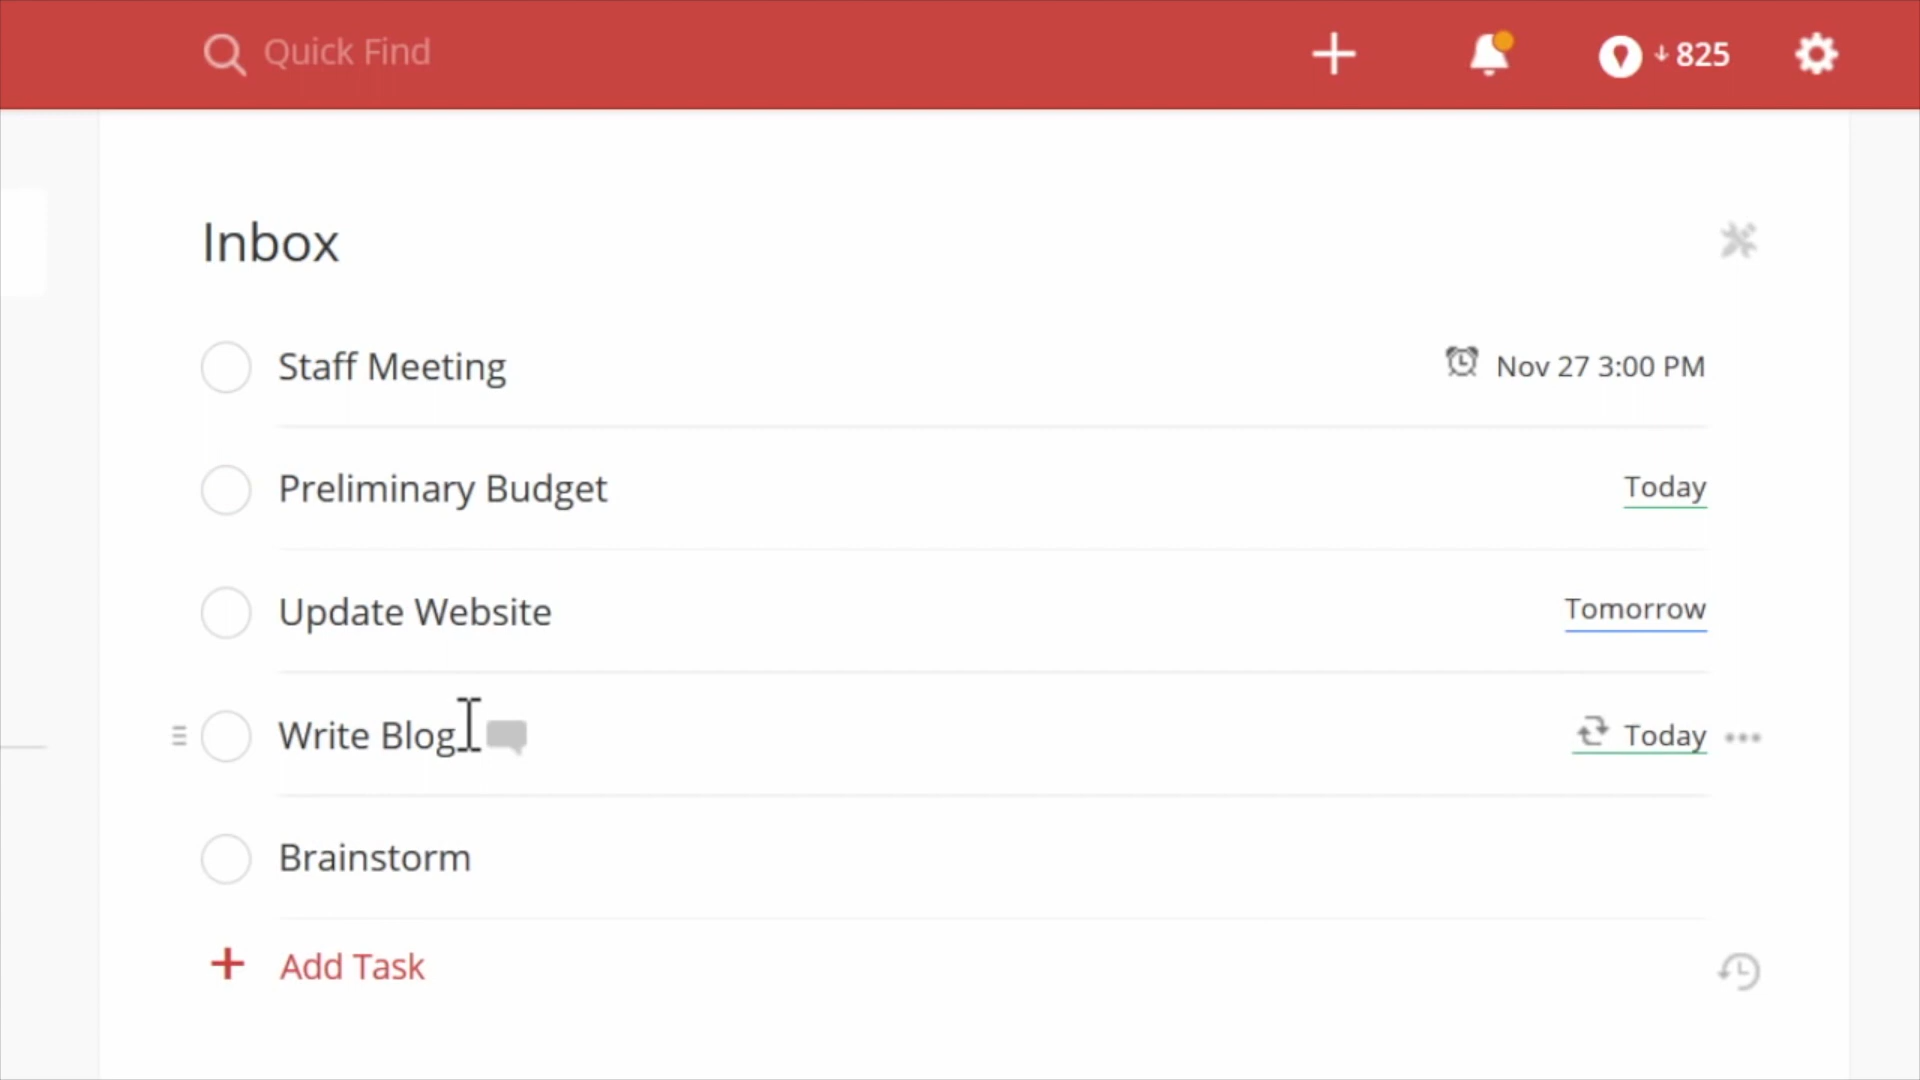 Quick Find
825
Inbox
Staff Meeting
Nov 27 3:00 PM
Preliminary Budget
Today
Update Website
Tomorrow
Write Blog
Today
Brainstorm
Add Task